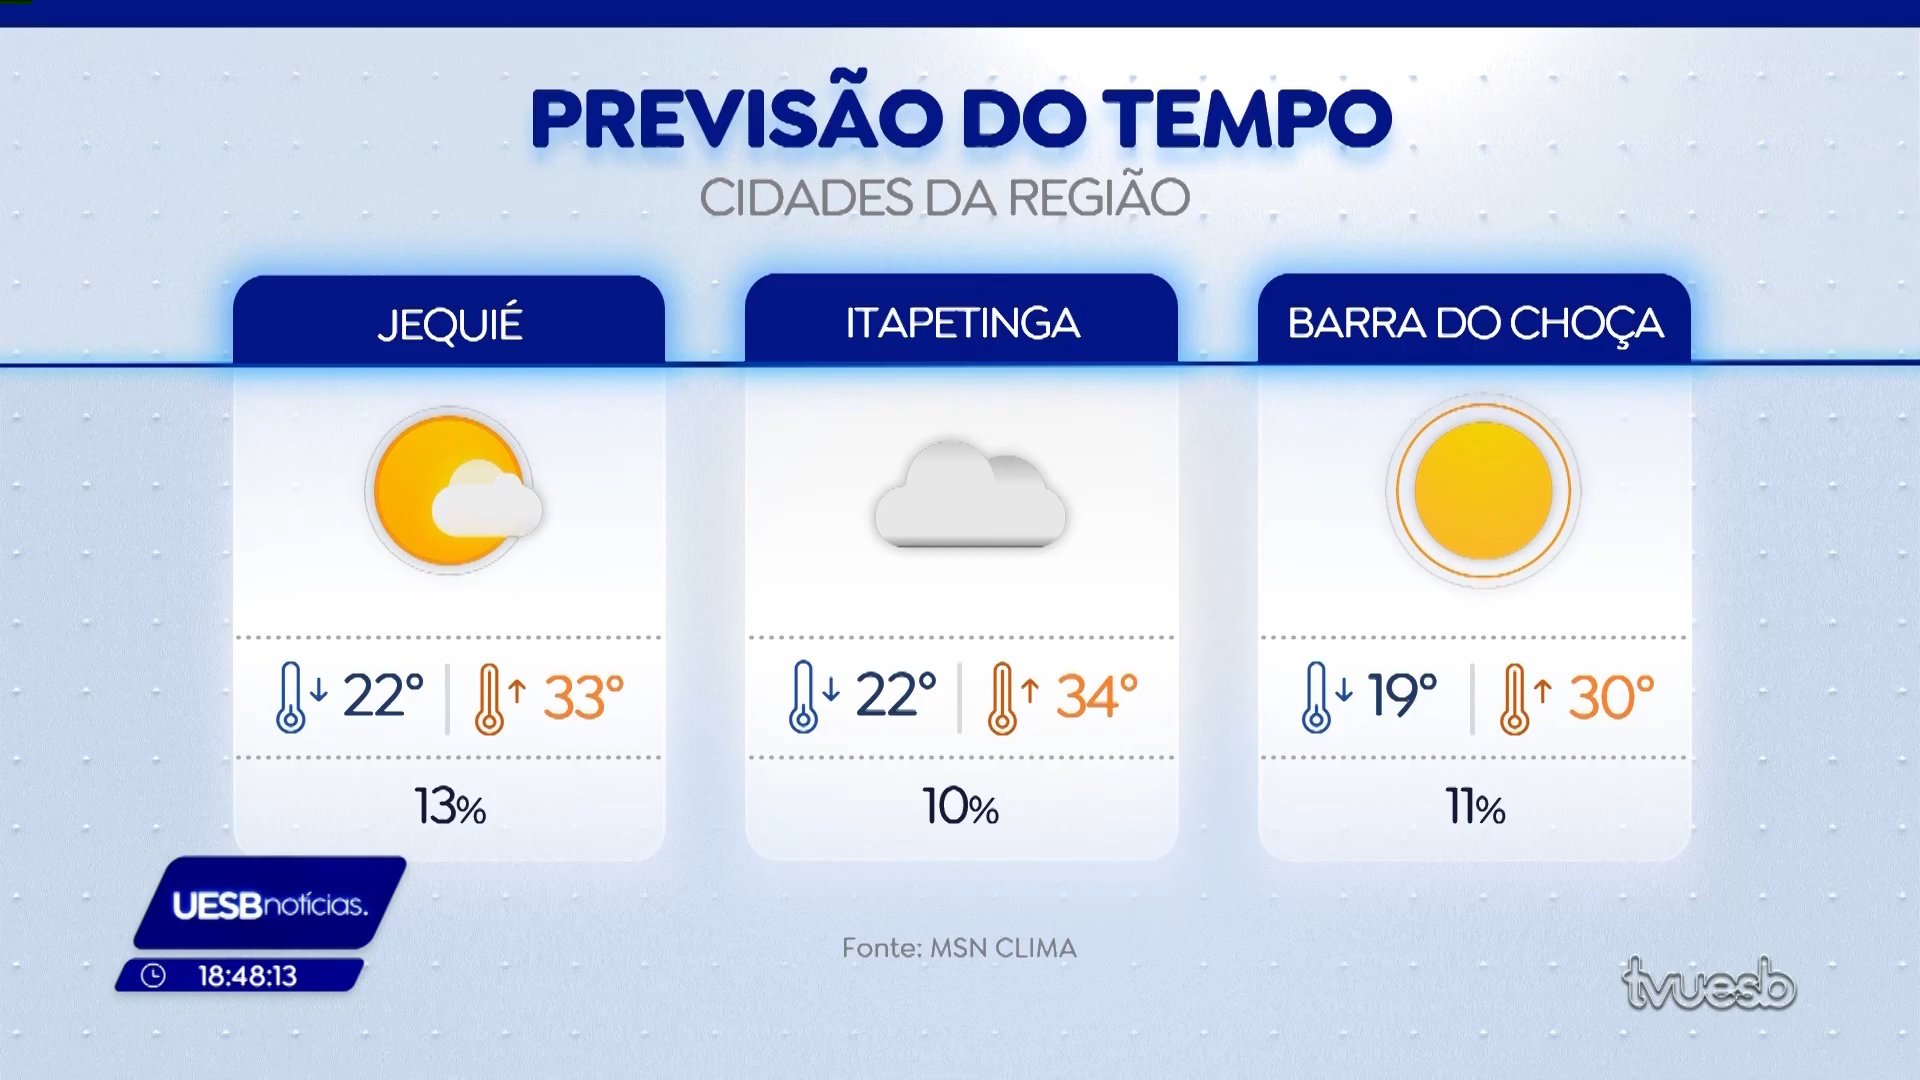 PREVISÃO DO TEMPO
CIDADES DA REGIÃO
JEQUIÉ
22° 33°
13%
ITAPETINGA
22° 34°
10%
BARRA DO CHOÇA
19° 30°
11%
UESBnotícias.
18:48:13
Fonte: MSN CLIMA
tvuesb